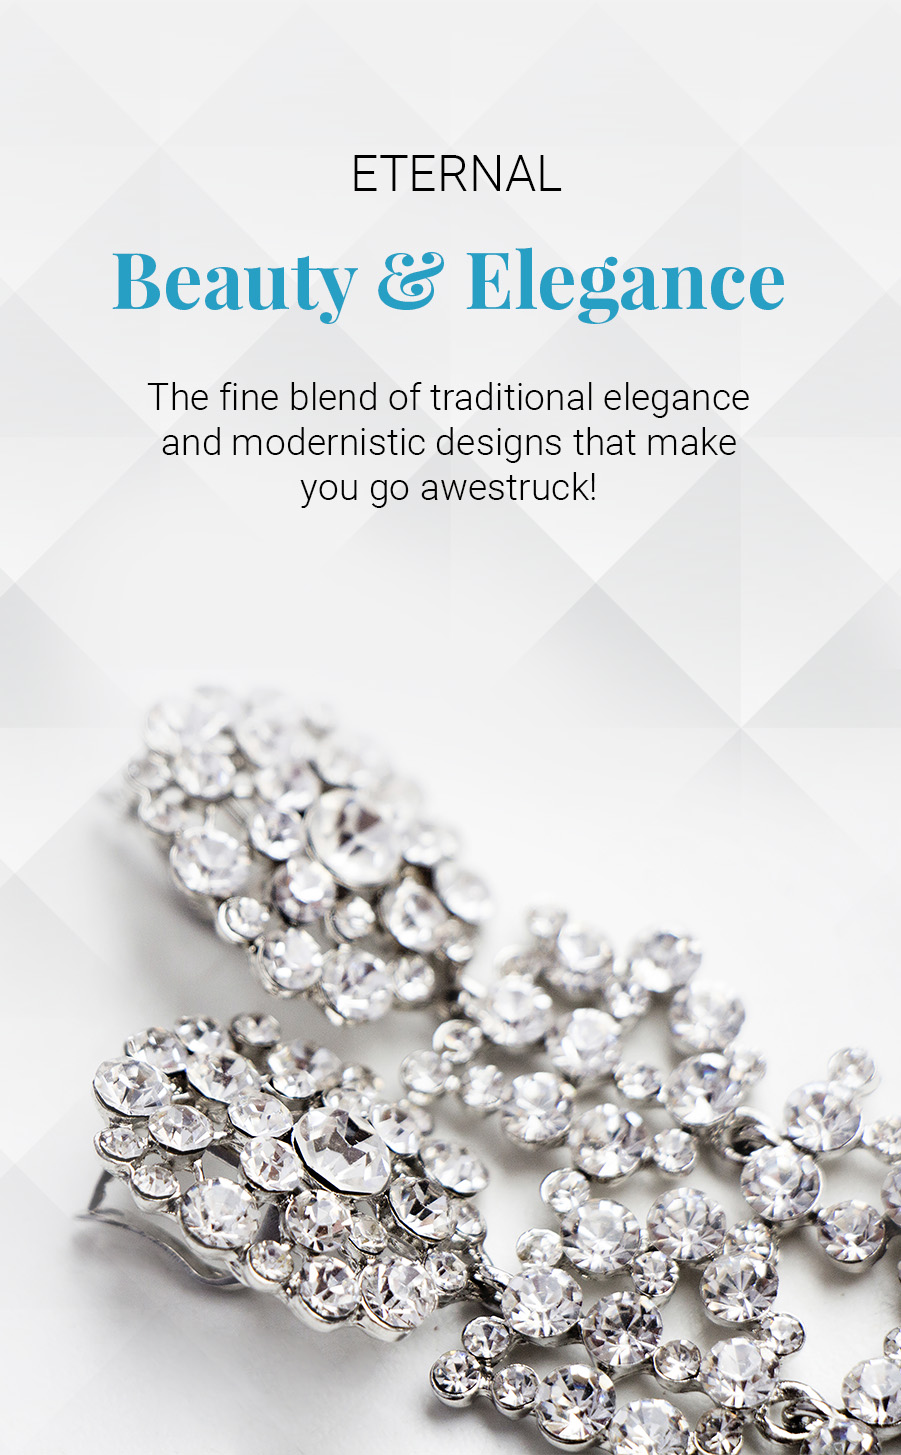 ETERNAL
Beauty & Elegance
The fine blend of traditional elegance
and modernistic designs that make
you go awestruck!